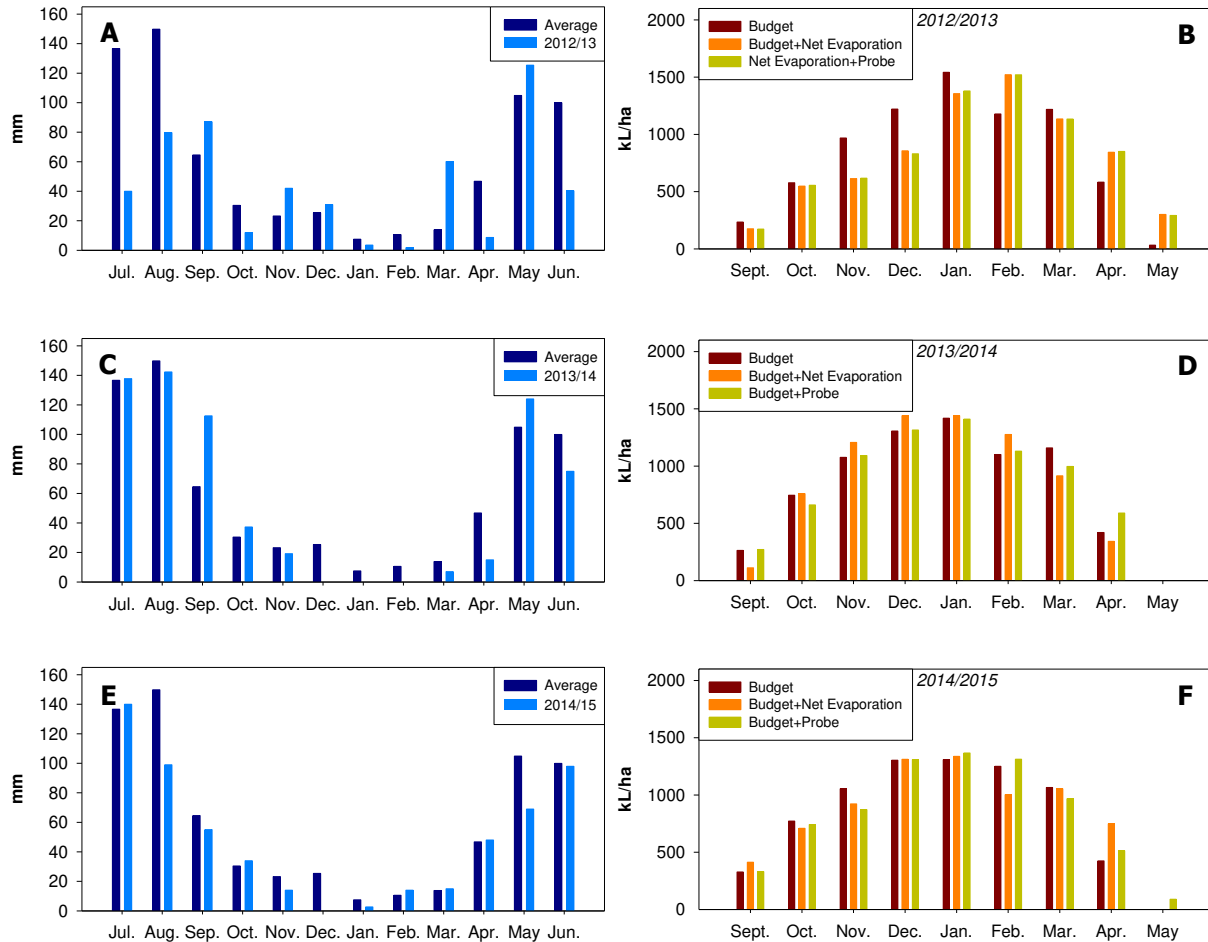 A
Average
2012/13
mm
160
140
120
100
80
60
40
20
0
Jul. Aug. Sep. Oct. Nov. Dec. Jan. Feb. Mar. Apr. May Jun.
2012/2013
B
Budget
Budget+Net Evaporation
Net Evaporation+Probe
kL/ha
2000
1500
1000
500
0
Sept. Oct. Nov. Dec. Jan. Feb. Mar. Apr. May
C
Average
2013/14
mm
160
140
120
100
80
60
40
20
0
Jul. Aug. Sep. Oct. Nov. Dec. Jan. Feb. Mar. Apr. May Jun.
2013/2014
D
Budget
Budget+Net Evaporation
Budget+Probe
kL/ha
2000
1500
1000
500
0
Sept. Oct. Nov. Dec. Jan. Feb. Mar. Apr. May
E
Average
2014/15
mm
160
140
120
100
80
60
40
20
0
Jul. Aug. Sep. Oct. Nov. Dec. Jan. Feb. Mar. Apr. May Jun.
2014/2015
F
Budget
Budget+Net Evaporation
Budget+Probe
kL/ha
2000
1500
1000
500
0
Sept. Oct. Nov. Dec. Jan. Feb. Mar. Apr. May